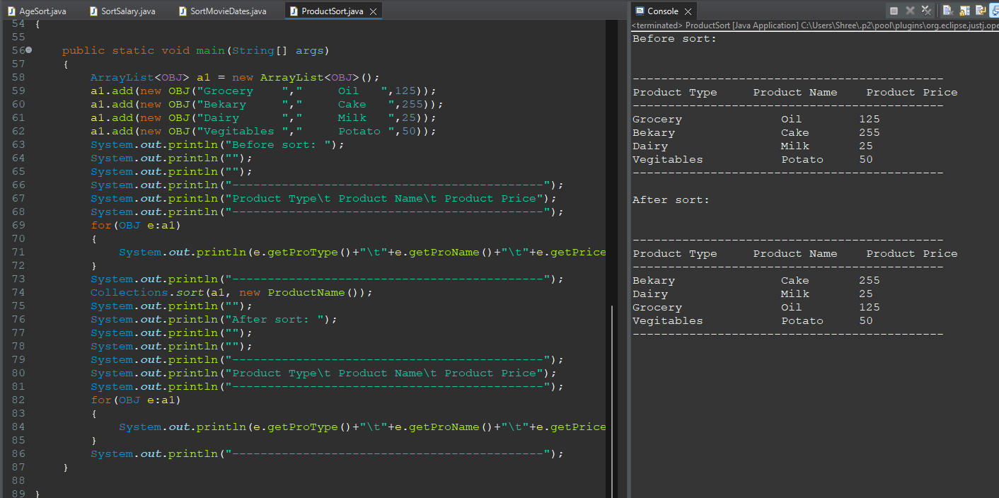 AgeSort.java SortSalary.java SortMovieDates.java ProductSort.java
54 {
55
56 public static void main(String[] args)
57 {
58 ArrayList<OBJ> a1 = new ArrayList<OBJ>();
59 a1.add(new OBJ("Grocery    ","     Oil   ",125));
60 a1.add(new OBJ("Bekary     ","     Cake   ",255));
61 a1.add(new OBJ("Dairy      ","     Milk   ",25));
62 a1.add(new OBJ("Vegitables ","     Potato ",50));
63 System.out.println("Before sort: ");
64 System.out.println("");
65 System.out.println("");
66 System.out.println("--------------------------------------------");
67 System.out.println("Product Type\t Product Name\t Product Price");
68 System.out.println("--------------------------------------------");
69 for(OBJ e:a1)
70 {
71 System.out.println(e.getProType()+"\t"+e.getProName()+"\t"+e.getPrice
72 }
73 System.out.println("--------------------------------------------");
74 Collections.sort(a1, new ProductName());
75 System.out.println("");
76 System.out.println("After sort: ");
77 System.out.println("");
78 System.out.println("");
79 System.out.println("--------------------------------------------");
80 System.out.println("Product Type\t Product Name\t Product Price");
81 System.out.println("--------------------------------------------");
82 for(OBJ e:a1)
83 {
84 System.out.println(e.getProType()+"\t"+e.getProName()+"\t"+e.getPrice
85 }
86 System.out.println("--------------------------------------------");
87 }
88
89 }
Console
<terminated> ProductSort [Java Application] C:\Users\Shree\.p2\pool\plugins\org.eclipse.justj.ope
Before sort:
--------------------------------------------
Product Type Product Name Product Price
--------------------------------------------
Grocery Oil 125
Bekary Cake 255
Dairy Milk 25
Vegitables Potato 50
--------------------------------------------
After sort:
--------------------------------------------
Product Type Product Name Product Price
--------------------------------------------
Bekary Cake 255
Dairy Milk 25
Grocery Oil 125
Vegitables Potato 50
--------------------------------------------